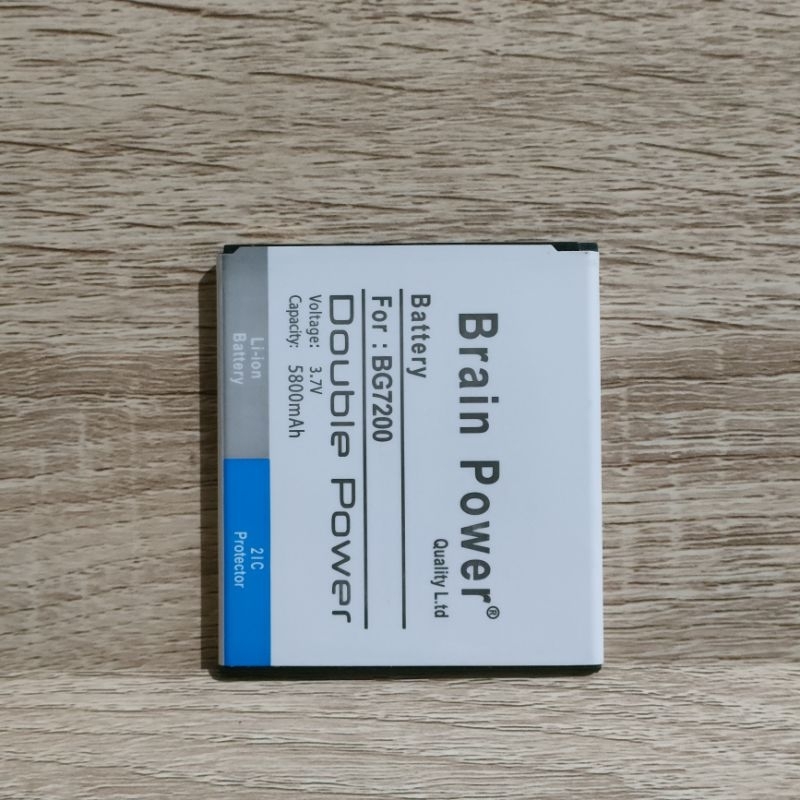 Brain Power®
Quality L.td
Battery
For : BG7200
Double Power
Voltage: 3.7V
Capacity: 5800mAh
Li-ion
Battery
2IC
Protector